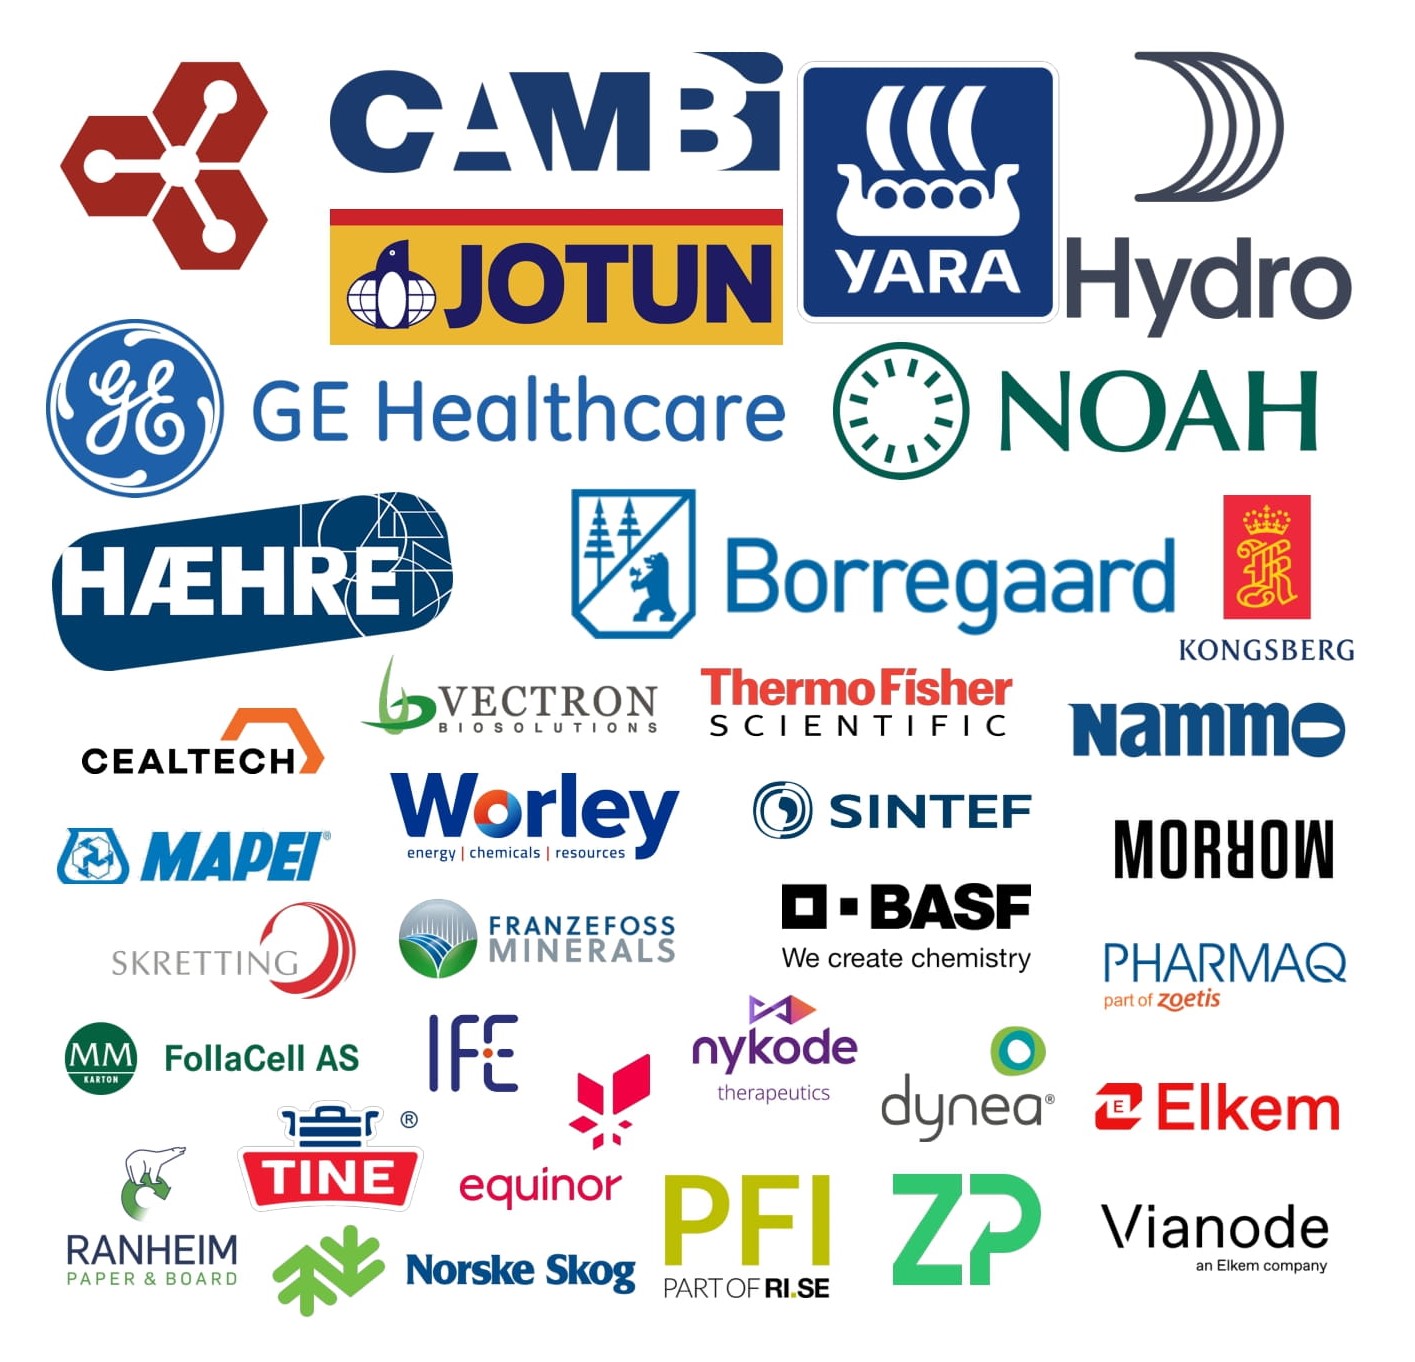 CAMBi
JOTUN
YARA
Hydro
GE
GE Healthcare
NOAH
HÆHRE
Borregaard
KONGSBERG
CEALTECH
VECTRON
BIOSOLUTIONS
ThermoFisher
SCIENTIFIC
Nammo
MAPEI®
Worley
energy | chemicals | resources
SINTEF
MORROW
SKRETTING
FRANZEFOSS
MINERALS
BASF
We create chemistry
PHARMAQ
part of zoetis
MM
KARTON
FollaCell AS
IFE
nykode
therapeutics
dynea®
E
Elkem
TINE ®
equinor
RANHEIM
PAPER & BOARD
Norske Skog
PFI
PART OF RI.SE
ZP
Vianode
an Elkem company